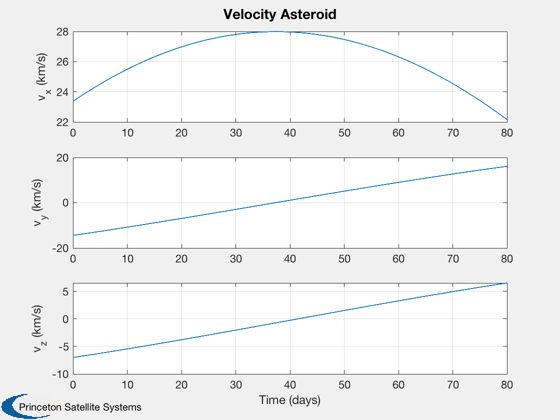 Velocity Asteroid
28
26
24
22
v_x (km/s)
0 10 20 30 40 50 60 70 80
20
0
-20
v_y (km/s)
0 10 20 30 40 50 60 70 80
5
0
-5
-10
v_z (km/s)
0 10 20 30 40 50 60 70 80
Time (days)
Princeton Satellite Systems